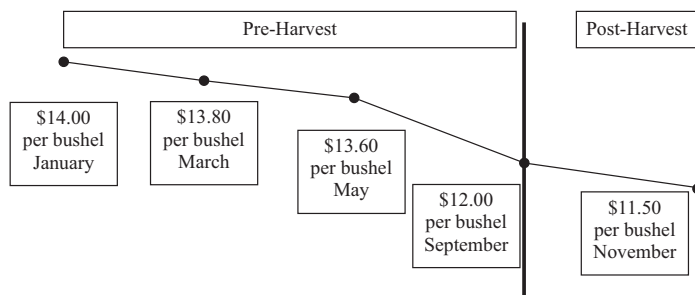 Pre-Harvest
Post-Harvest
$14.00
per bushel
January
$13.80
per bushel
March
$13.60
per bushel
May
$12.00
per bushel
September
$11.50
per bushel
November